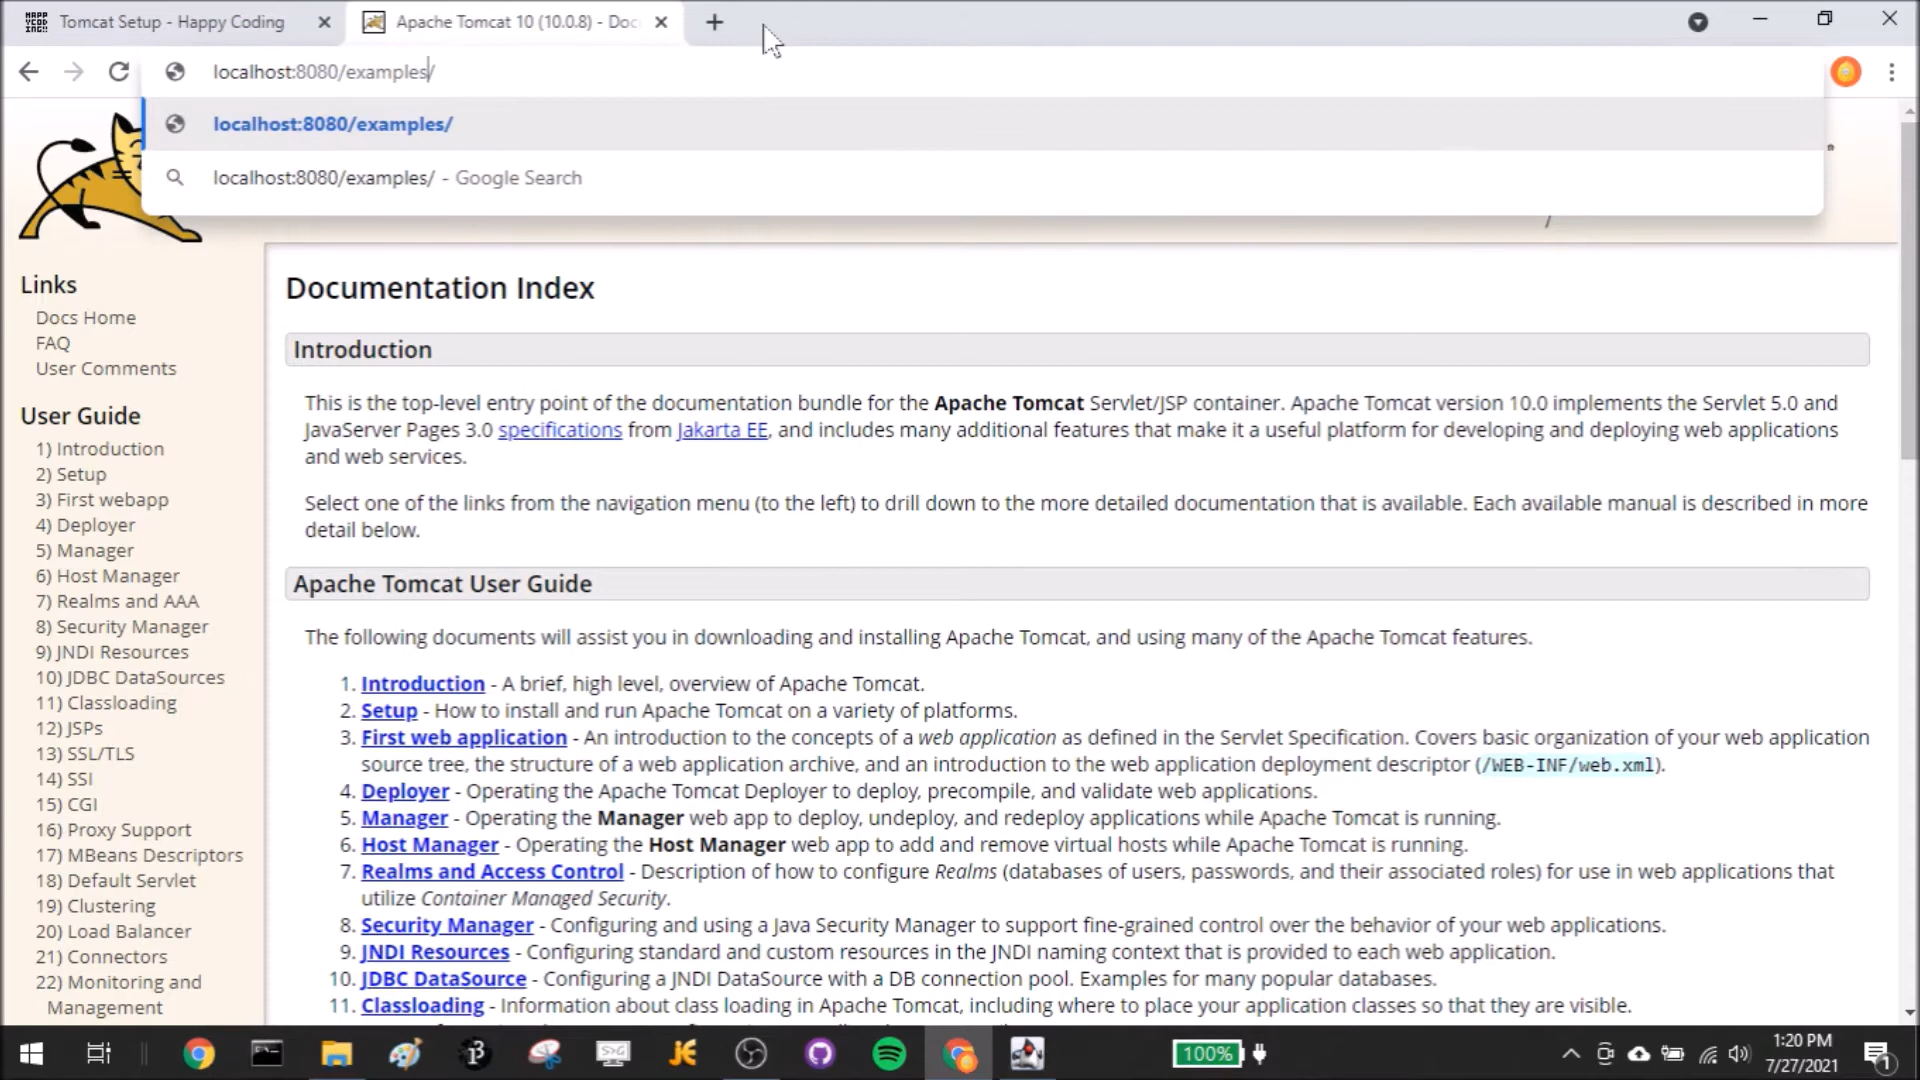 Tomcat Setup - Happy Coding
Apache Tomcat 10 (10.0.8) - Doc
localhost:8080/examples/
localhost:8080/examples/
localhost:8080/examples/ - Google Search
Links
Docs Home
FAQ
User Comments
User Guide
1) Introduction
2) Setup
3) First webapp
4) Deployer
5) Manager
6) Host Manager
7) Realms and AAA
8) Security Manager
9) JNDI Resources
10) JDBC DataSources
11) Classloading
12) JSPs
13) SSL/TLS
14) SSI
15) CGI
16) Proxy Support
17) MBeans Descriptors
18) Default Servlet
19) Clustering
20) Load Balancer
21) Connectors
22) Monitoring and
Management
Documentation Index
Introduction
This is the top-level entry point of the documentation bundle for the Apache Tomcat Servlet/JSP container. Apache Tomcat version 10.0 implements the Servlet 5.0 and
JavaServer Pages 3.0 specifications from Jakarta EE, and includes many additional features that make it a useful platform for developing and deploying web applications
and web services.
Select one of the links from the navigation menu (to the left) to drill down to the more detailed documentation that is available. Each available manual is described in more
detail below.
Apache Tomcat User Guide
The following documents will assist you in downloading and installing Apache Tomcat, and using many of the Apache Tomcat features.
1. Introduction - A brief, high level, overview of Apache Tomcat.
2. Setup - How to install and run Apache Tomcat on a variety of platforms.
3. First web application - An introduction to the concepts of a web application as defined in the Servlet Specification. Covers basic organization of your web application
source tree, the structure of a web application archive, and an introduction to the web application deployment descriptor (/WEB-INF/web.xml).
4. Deployer - Operating the Apache Tomcat Deployer to deploy, precompile, and validate web applications.
5. Manager - Operating the Manager web app to deploy, undeploy, and redeploy applications while Apache Tomcat is running.
6. Host Manager - Operating the Host Manager web app to add and remove virtual hosts while Apache Tomcat is running.
7. Realms and Access Control - Description of how to configure Realms (databases of users, passwords, and their associated roles) for use in web applications that
utilize Container Managed Security.
8. Security Manager - Configuring and using a Java Security Manager to support fine-grained control over the behavior of your web applications.
9. JNDI Resources - Configuring standard and custom resources in the JNDI naming context that is provided to each web application.
10. JDBC DataSource - Configuring a JNDI DataSource with a DB connection pool. Examples for many popular databases.
11. Classloading - Information about class loading in Apache Tomcat, including where to place your application classes so that they are visible.
100%
1:20 PM
7/27/2021
1